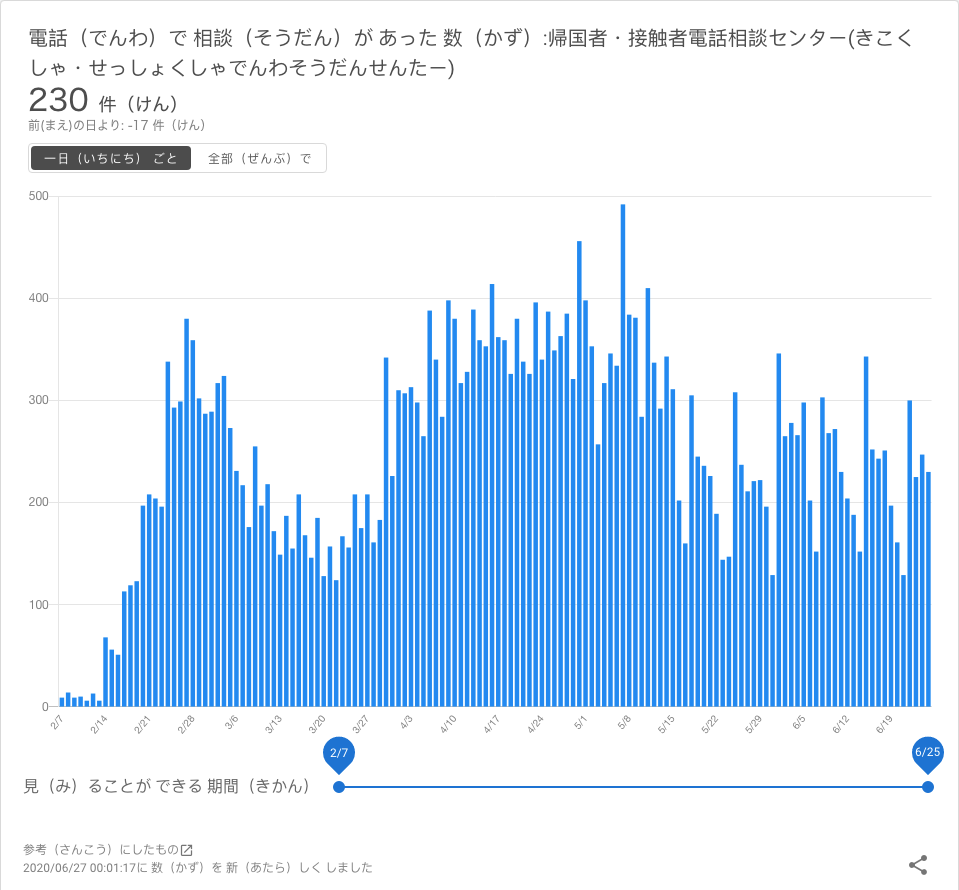 電話（でんわ）で 相談（そうだん）が あった 数（かず）:帰国者・接触者電話相談センター(きこく
しゃ・せっしょくしゃでんわそうだんせんたー)
230 件（けん）
前(まえ)の日より: -17 件（けん）
一日（いちにち） ごと 全部（ぜんぶ）で
500
400
300
200
100
0
2/7 2/14 2/21 2/28 3/6 3/13 3/20 3/27 4/3 4/10 4/17 4/24 5/1 5/8 5/15 5/22 5/29 6/5 6/12 6/19
2/7 6/25
見（み）ることが できる 期間（きかん）
参考（さんこう）にしたもの
2020/06/27 00:01:17に 数（かず）を 新（あたら）しく しました